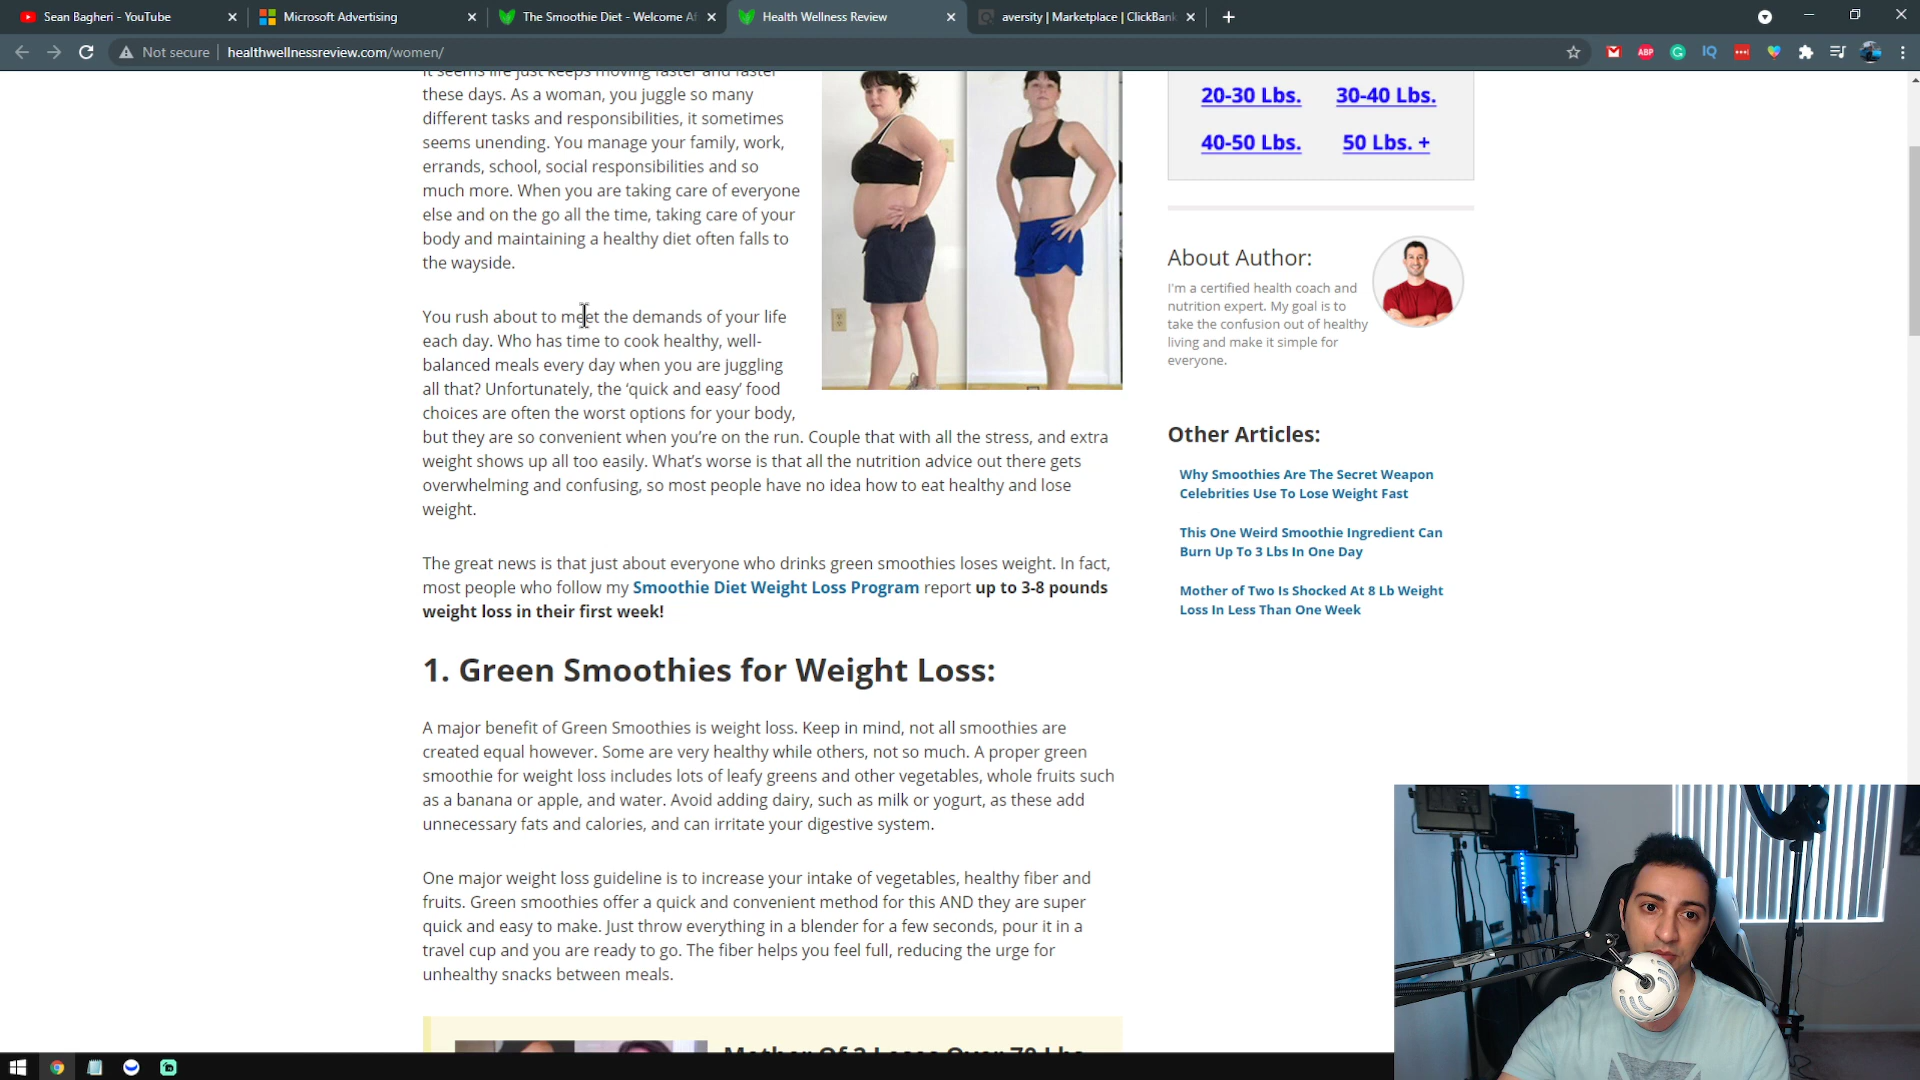 Sean Bagheri - YouTube
Microsoft Advertising
The Smoothie Diet - Welcome
Health Wellness Review
aversity | Marketplace | ClickBank
Not secure
healthwellnessreview.com/women/
ABP
IQ
It seems life just keeps moving faster and faster
these days. As a woman, you juggle so many
different tasks and responsibilities, it sometimes
seems unending. You manage your family, work,
errands, school, social responsibilities and so
much more. When you are taking care of everyone
else and on the go all the time, taking care of your
body and maintaining a healthy diet often falls to
the wayside.
You rush about to meet the demands of your life
each day. Who has time to cook healthy, well-
balanced meals every day when you are juggling
all that? Unfortunately, the ‘quick and easy’ food
choices are often the worst options for your body,
but they are so convenient when you’re on the run. Couple that with all the stress, and extra
weight shows up all too easily. What’s worse is that all the nutrition advice out there gets
overwhelming and confusing, so most people have no idea how to eat healthy and lose
weight.
The great news is that just about everyone who drinks green smoothies loses weight. In fact,
most people who follow my Smoothie Diet Weight Loss Program report up to 3-8 pounds
weight loss in their first week!
1. Green Smoothies for Weight Loss:
A major benefit of Green Smoothies is weight loss. Keep in mind, not all smoothies are
created equal however. Some are very healthy while others, not so much. A proper green
smoothie for weight loss includes lots of leafy greens and other vegetables, whole fruits such
as a banana or apple, and water. Avoid adding dairy, such as milk or yogurt, as these add
unnecessary fats and calories, and can irritate your digestive system.
One major weight loss guideline is to increase your intake of vegetables, healthy fiber and
fruits. Green smoothies offer a quick and convenient method for this AND they are super
quick and easy to make. Just throw everything in a blender for a few seconds, pour it in a
travel cup and you are ready to go. The fiber helps you feel full, reducing the urge for
unhealthy snacks between meals.
Mother Of 2 Loses Over 70 Lbs
20-30 Lbs. 30-40 Lbs.
40-50 Lbs. 50 Lbs. +
About Author:
I'm a certified health coach and
nutrition expert. My goal is to
take the confusion out of healthy
living and make it simple for
everyone.
Other Articles:
Why Smoothies Are The Secret Weapon
Celebrities Use To Lose Weight Fast
This One Weird Smoothie Ingredient Can
Burn Up To 3 Lbs In One Day
Mother of Two Is Shocked At 8 Lb Weight
Loss In Less Than One Week